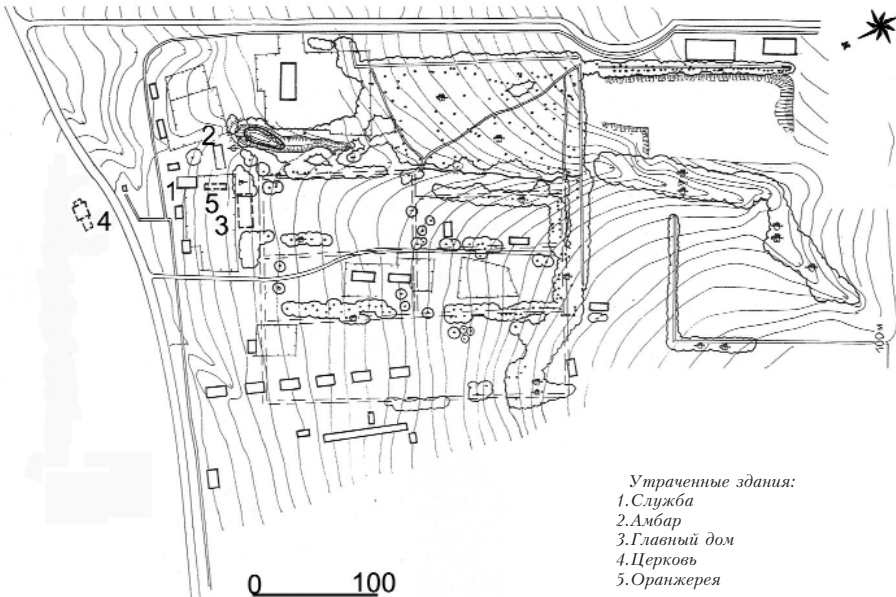 2
1
5
3
4
100 м
Утраченные здания:
1.Служба
2.Амбар
3.Главный дом
4.Церковь
5.Оранжерея
0 100